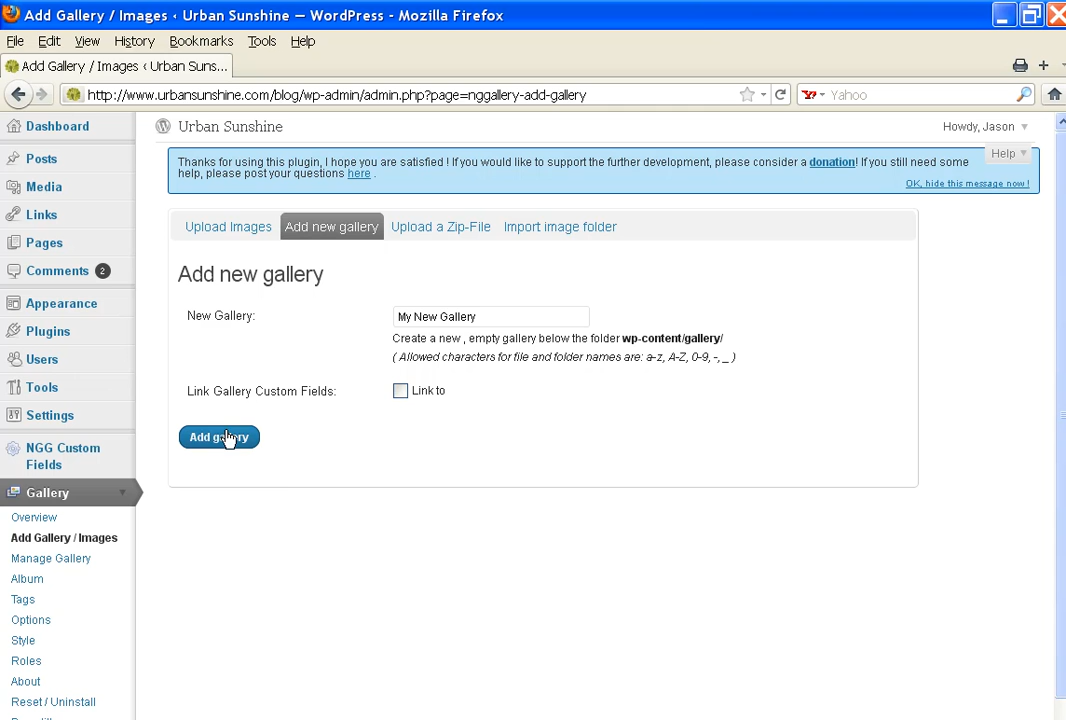 Add Gallery / Images ‹ Urban Sunshine — WordPress - Mozilla Firefox
File Edit View History Bookmarks Tools Help
Add Gallery / Images ‹ Urban Suns...
http://www.urbansunshine.com/blog/wp-admin/admin.php?page=nggallery-add-gallery
Yahoo
Dashboard
Urban Sunshine
Howdy, Jason
Posts
Media
Links
Pages
Comments 2
Appearance
Plugins
Users
Tools
Settings
NGG Custom
Fields
Gallery
Overview
Add Gallery / Images
Manage Gallery
Album
Tags
Options
Style
Roles
About
Reset / Uninstall
Help
Thanks for using this plugin, I hope you are satisfied ! If you would like to support the further development, please consider a donation! If you still need some
help, please post your questions here .
OK, hide this message now !
Upload Images Add new gallery Upload a Zip-File Import image folder
Add new gallery
New Gallery: My New Gallery
Create a new , empty gallery below the folder wp-content/gallery/
( Allowed characters for file and folder names are: a-z, A-Z, 0-9, -, _ )
Link Gallery Custom Fields: Link to
Add gallery